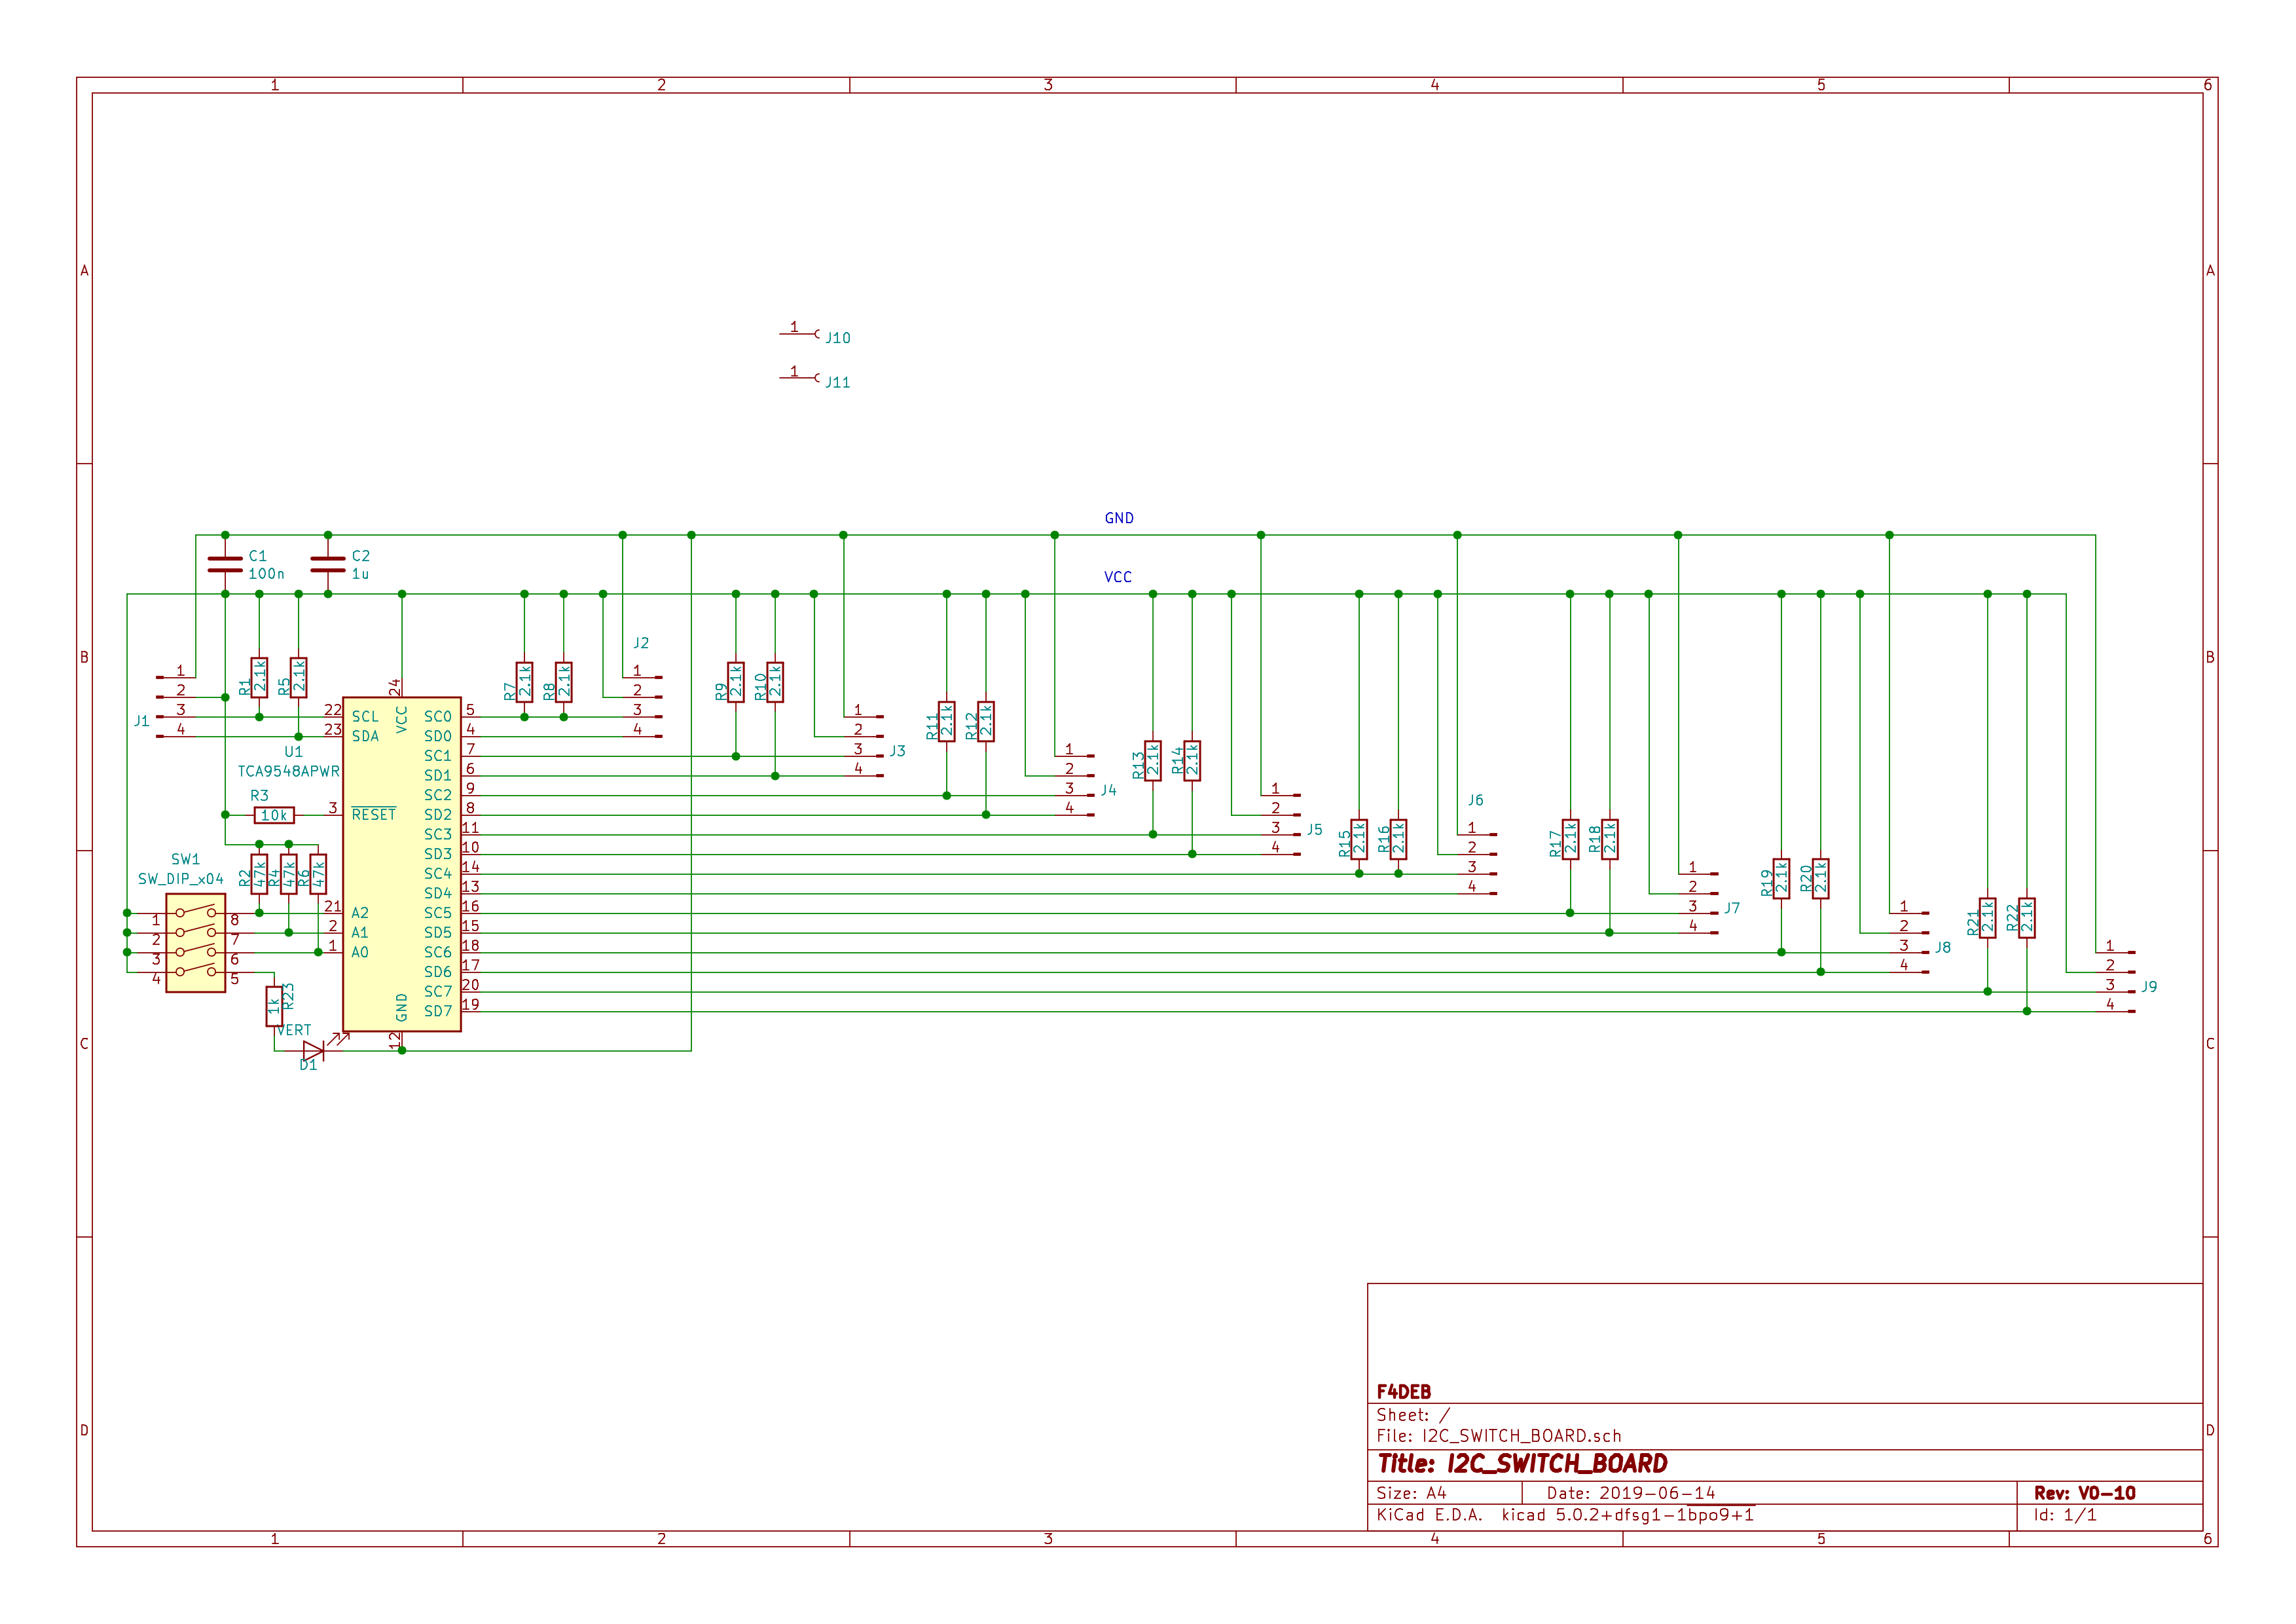 1 2 3 4 5 6
A A
1 J10
1 J11
GND
C1 C2
100n 1u
VCC
J2
B B
1 R1 2.1k R5 2.1k 24 R7 2.1k R8 2.1k 1 R9 2.1k R10 2.1k
2 2
J1 3 22 SCL VCC SC0 5 3 1 R11 2.1k R12 2.1k
4 23 SDA SD0 4 4 2
U1 SC1 7 3 J3 1 R13 2.1k R14 2.1k
TCA9548APWR SD1 6 4 2
R3 SC2 9 3 J4 1 J6
10k 3 RESET SD2 8 4 2
SC3 11 3 J5 R15 2.1k R16 2.1k 1 R17 2.1k R18 2.1k
SW1 SD3 10 4 2
SW_DIP_x04 R2 47k R4 47k R6 47k SC4 14 3 1 R19 2.1k R20 2.1k
SD4 13 4 2
1 8 21 A2 SC5 16 3 J7 1 R21 2.1k R22 2.1k
2 7 2 A1 SD5 15 4 2
3 6 1 A0 SC6 18 3 J8 1
4 5 SD6 17 4 2
1k R23 GND SC7 20 3 J9
SD7 19 4
VERT
12
C C
D1
F4DEB
Sheet: /
D D
File: I2C_SWITCH_BOARD.sch
Title: I2C_SWITCH_BOARD
Size: A4 Date: 2019-06-14 Rev: V0-10
KiCad E.D.A. kicad 5.0.2+dfsg1-1bpo9+1 Id: 1/1
1 2 3 4 5 6